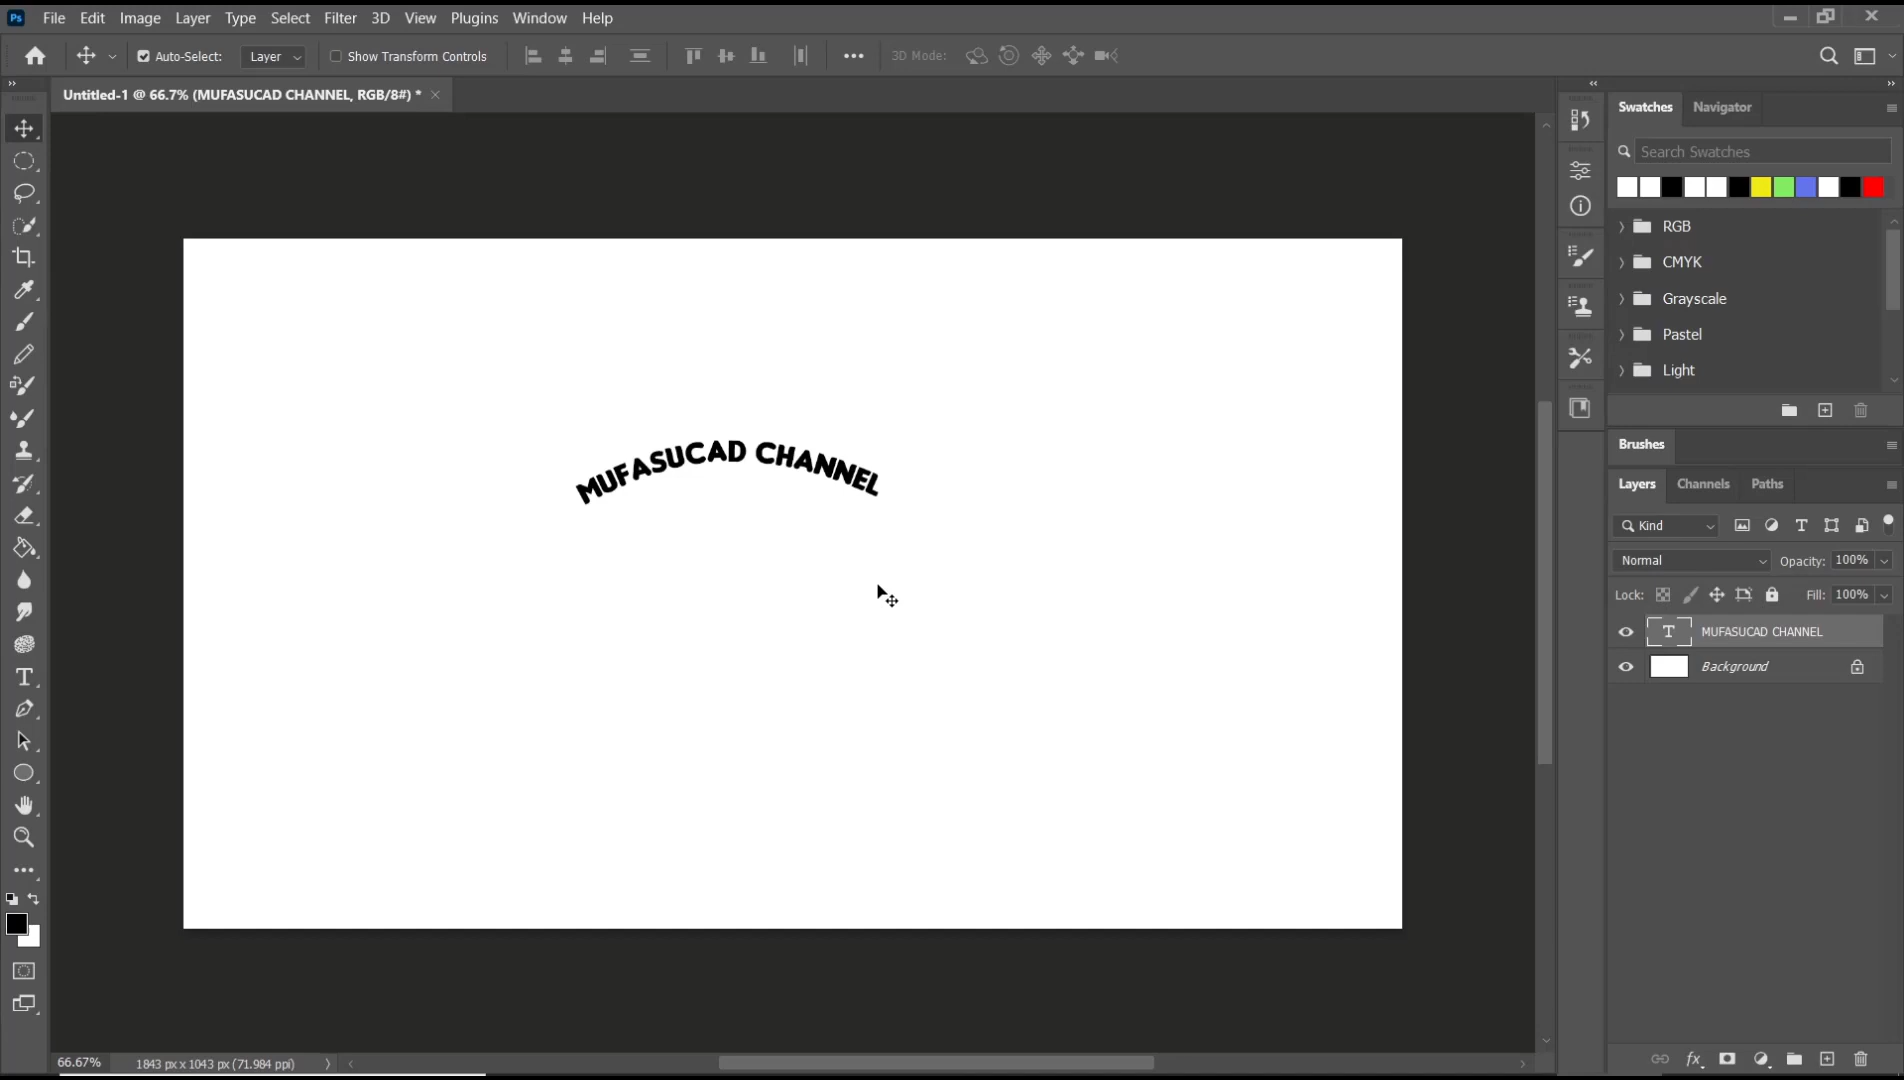 Ps File Edit Image Layer Type Select Filter 3D View Plugins Window Help
Auto-Select: Layer Show Transform Controls 3D Mode:
Untitled-1 @ 66.7% (MUFASUCAD CHANNEL, RGB/8#) *
Swatches Navigator
Search Swatches
RGB
CMYK
Grayscale
Pastel
Light
MUFASUCAD CHANNEL
Brushes
Layers Channels Paths
Kind
Normal Opacity: 100%
Lock: Fill: 100%
T MUFASUCAD CHANNEL
Background
fx
66.67% 1843 px x 1043 px (71.984 ppi)